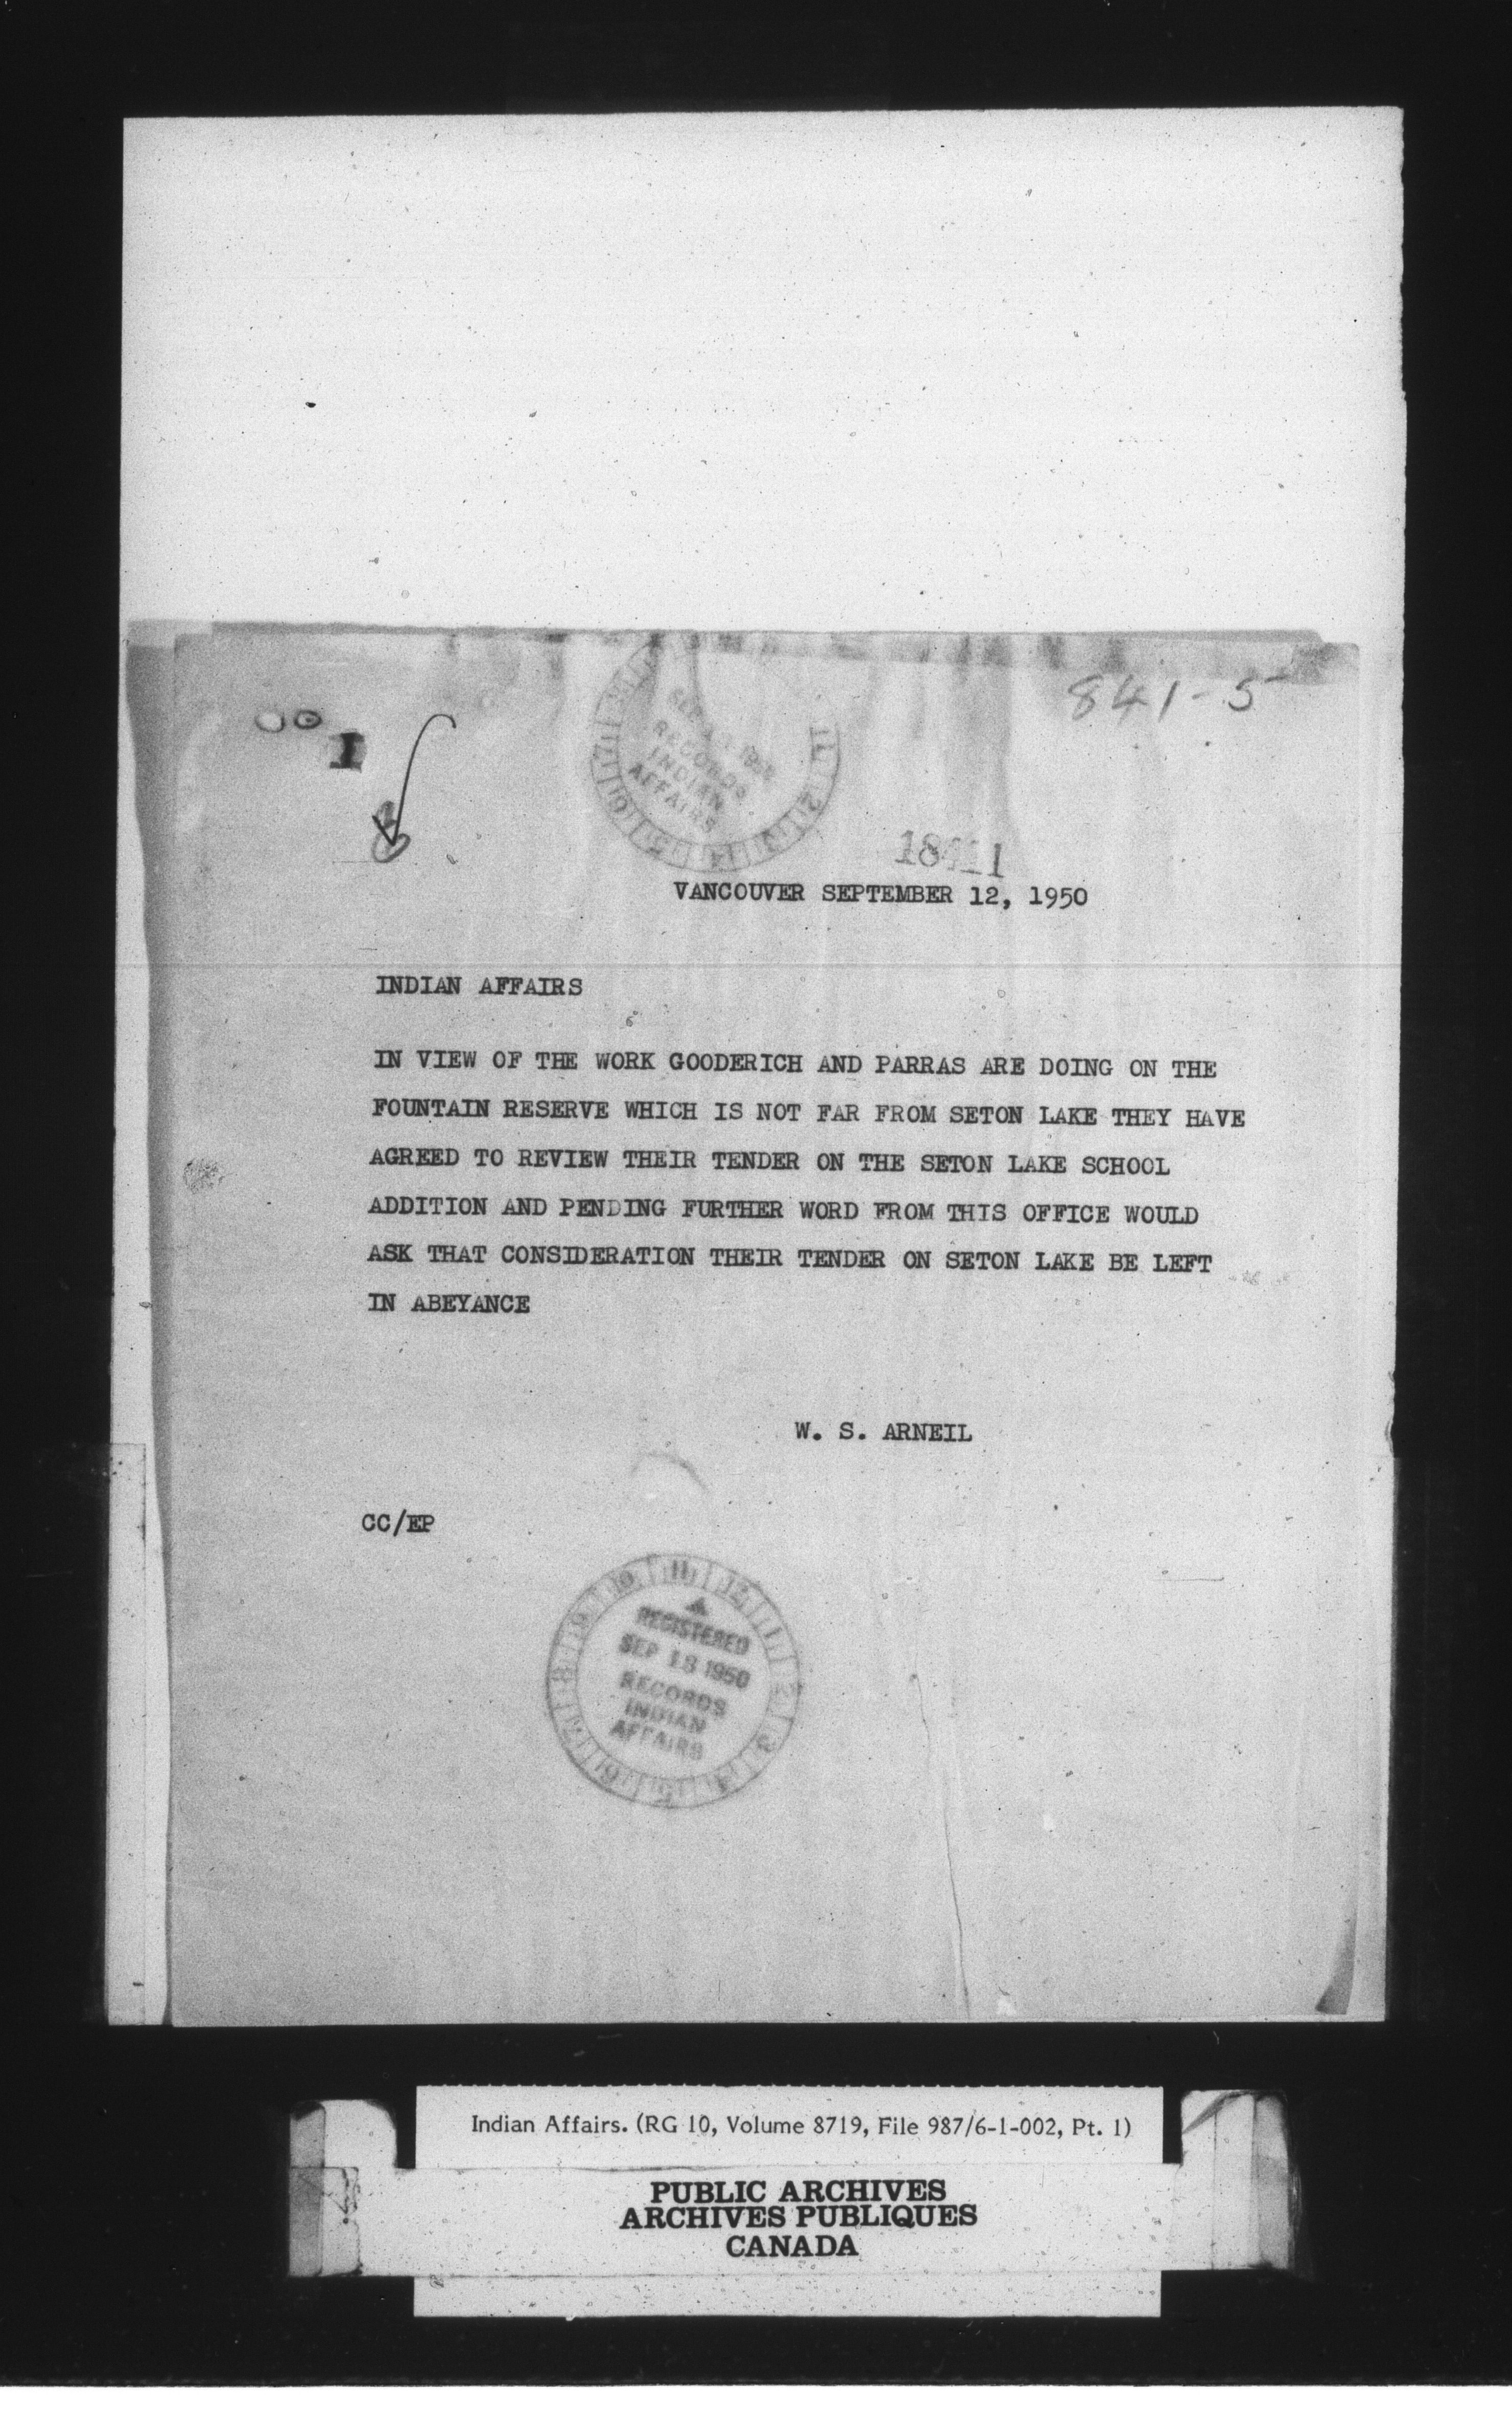 841-5
I
RECORDS
INDIAN
AFFAIRS
VANCOUVER SEPTEMBER 12, 1950
INDIAN AFFAIRS
IN VIEW OF THE WORK GOODERICH AND PARRAS ARE DOING ON THE
FOUNTAIN RESERVE WHICH IS NOT FAR FROM SETON LAKE THEY HAVE
AGREED TO REVIEW THEIR TENDER ON THE SETON LAKE SCHOOL
ADDITION AND PENDING FURTHER WORD FROM THIS OFFICE WOULD
ASK THAT CONSIDERATION THEIR TENDER ON SETON LAKE BE LEFT
IN ABEYANCE
W. S. ARNEIL
CC/EP
REGISTERED
SEP 18 1950
RECORDS
INDIAN
AFFAIRS
Indian Affairs. (RG 10, Volume 8719, File 987/6-1-002, Pt. 1)
PUBLIC ARCHIVES
ARCHIVES PUBLIQUES
CANADA